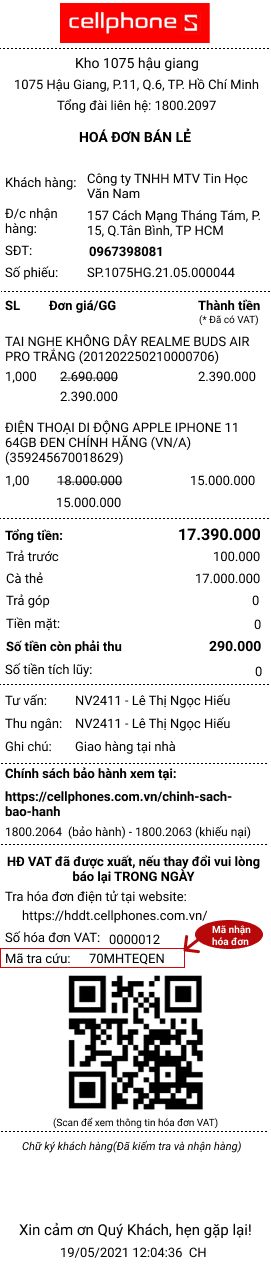 cellphone S
Kho 1075 hậu giang
1075 Hậu Giang, P.11, Q.6, TP. Hồ Chí Minh
Tổng đài liên hệ: 1800.2097
HOÁ ĐƠN BÁN LẺ
Khách hàng: Công ty TNHH MTV Tin Học
Văn Nam
Đ/c nhận hàng: 157 Cách Mạng Tháng Tám, P.
15, Q.Tân Bình, TP HCM
SĐT: 0967398081
Số phiếu: SP.1075HG.21.05.000044
SL Đơn giá/GG Thành tiền
(* Đã có VAT)
TAI NGHE KHÔNG DÂY REALME BUDS AIR
PRO TRẮNG (201202250210000706)
1,000 2.690.000 2.390.000
2.390.000
ĐIỆN THOẠI DI ĐỘNG APPLE IPHONE 11
64GB ĐEN CHÍNH HÃNG (VN/A)
(359245670018629)
1,00 18.000.000 15.000.000
15.000.000
Tổng tiền: 17.390.000
Trả trước 100.000
Cà thẻ 17.000.000
Trả góp 0
Tiền mặt: 0
Số tiền còn phải thu 290.000
Số tiền tích lũy: 0
Tư vấn: NV2411 - Lê Thị Ngọc Hiếu
Thu ngân: NV2411 - Lê Thị Ngọc Hiếu
Ghi chú: Giao hàng tại nhà
Chính sách bảo hành xem tại:
https://cellphones.com.vn/chinh-sach-
bao-hanh
1800.2064 (bảo hành) - 1800.2063 (khiếu nại)
HĐ VAT đã được xuất, nếu thay đổi vui lòng
báo lại TRONG NGÀY
Tra hóa đơn điện tử tại website:
https://hddt.cellphones.com.vn/
Số hóa đơn VAT: 0000012
Mã nhận
hóa đơn
Mã tra cứu: 70MHTEQEN
(Scan để xem thông tin hóa đơn VAT)
Chữ ký khách hàng(Đã kiểm tra và nhận hàng)
Xin cảm ơn Quý Khách, hẹn gặp lại!
19/05/2021 12:04:36 CH